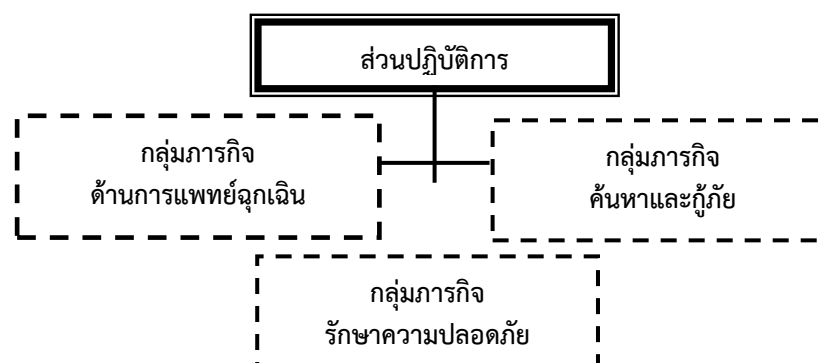 ส่วนปฏิบัติการ
กลุ่มภารกิจ
ด้านการแพทย์ฉุกเฉิน
กลุ่มภารกิจ
ค้นหาและกู้ภัย
กลุ่มภารกิจ
รักษาความปลอดภัย